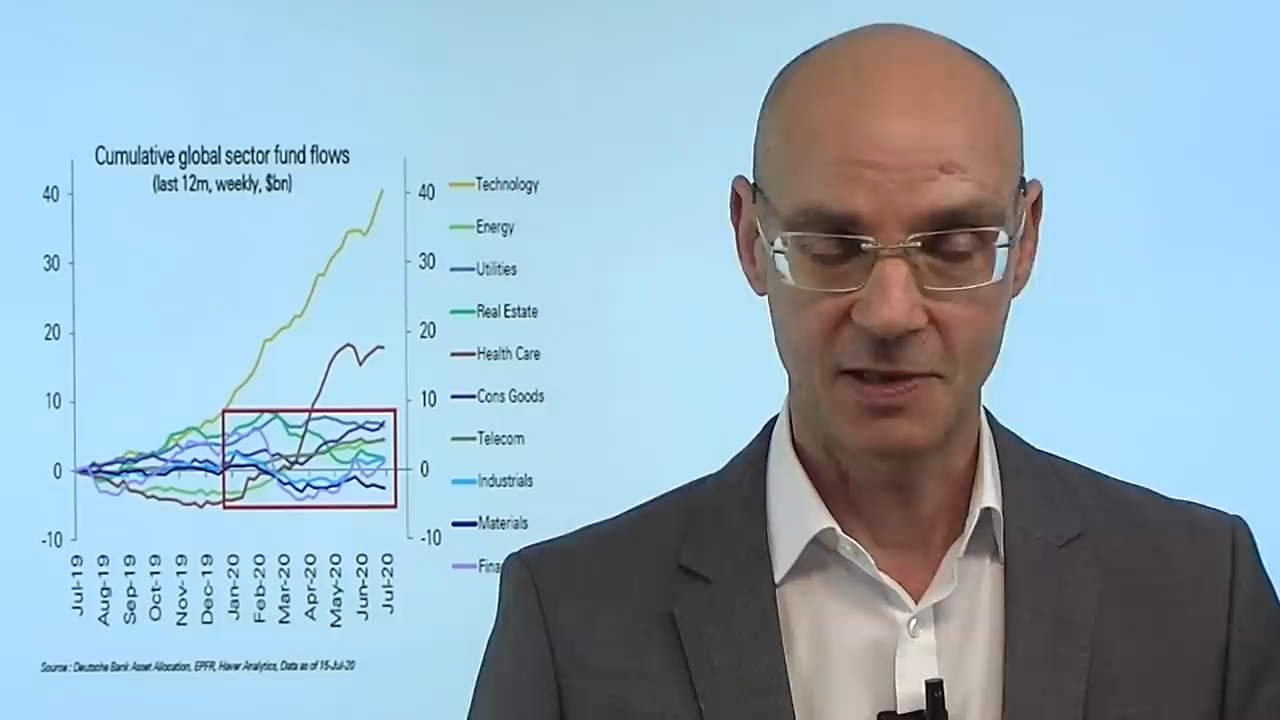 Cumulative global sector fund flows
(last 12m, weekly, $bn)
40
30
20
10
0
-10
40
30
20
10
0
-10
Technology
Energy
Utilities
Real Estate
Health Care
Cons Goods
Telecom
Industrials
Materials
Fina
Jul-19
Aug-19
Sep-19
Oct-19
Nov-19
Dec-19
Jan-20
Feb-20
Mar-20
Apr-20
May-20
Jun-20
Jul-20
Source : Deutsche Bank Asset Allocation, EPFR, Haver Analytics, Data as of 15-Jul-20